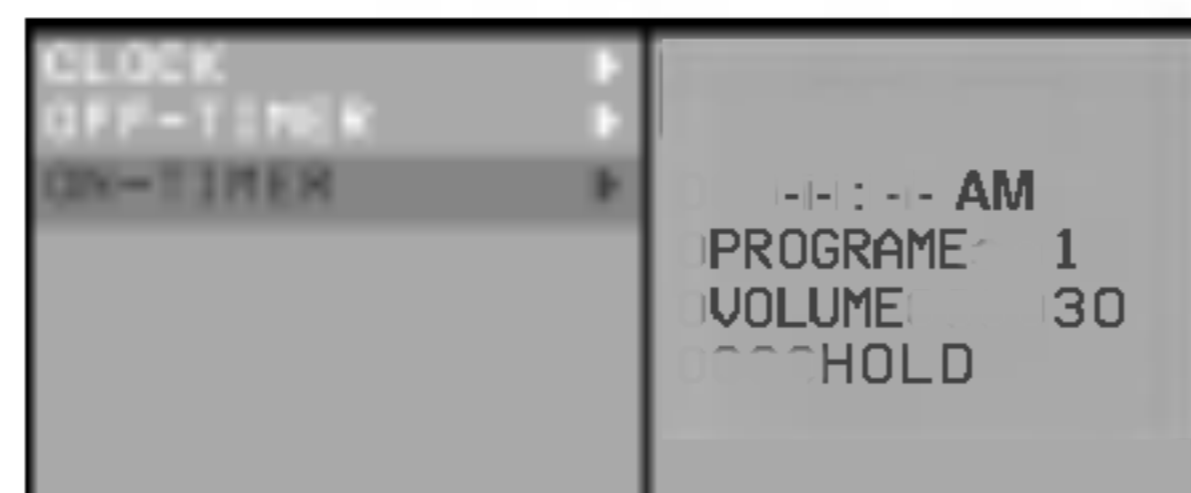 CLOCK
OFF-TIMER
ON-TIMER
--:-- AM
PROGRAME 1
VOLUME 30
HOLD